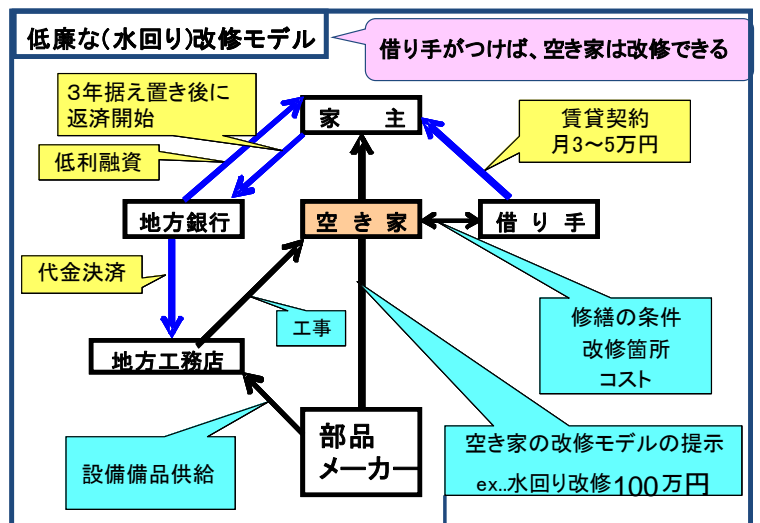 低廉な(水回り)改修モデル
借り手がつけば、空き家は改修できる
３年据え置き後に
返済開始
家　主
賃貸契約
月3～5万円
低利融資
地方銀行
空き家
借り手
代金決済
工事
修繕の条件
改修箇所
コスト
地方工務店
部品
メーカー
設備備品供給
空き家の改修モデルの提示
ex..水回り改修100万円